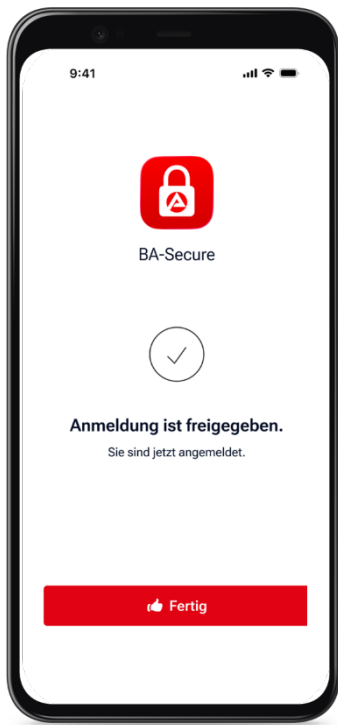 9:41
BA-Secure
Anmeldung ist freigegeben.
Sie sind jetzt angemeldet.
Fertig